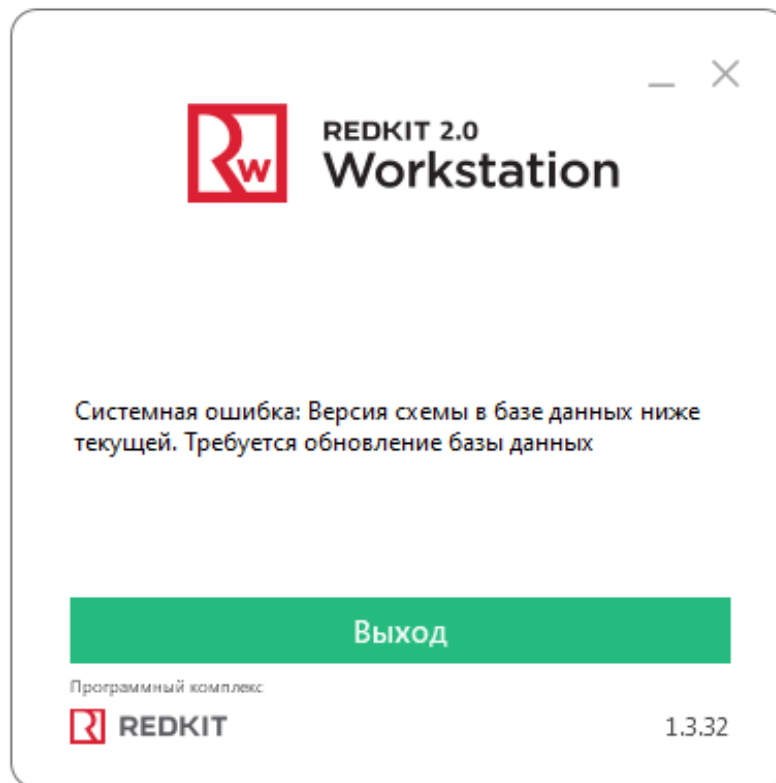 REDKIT 2.0
Workstation
Системная ошибка: Версия схемы в базе данных ниже
текущей. Требуется обновление базы данных
Выход
Программный комплекс
REDKIT
1.3.32